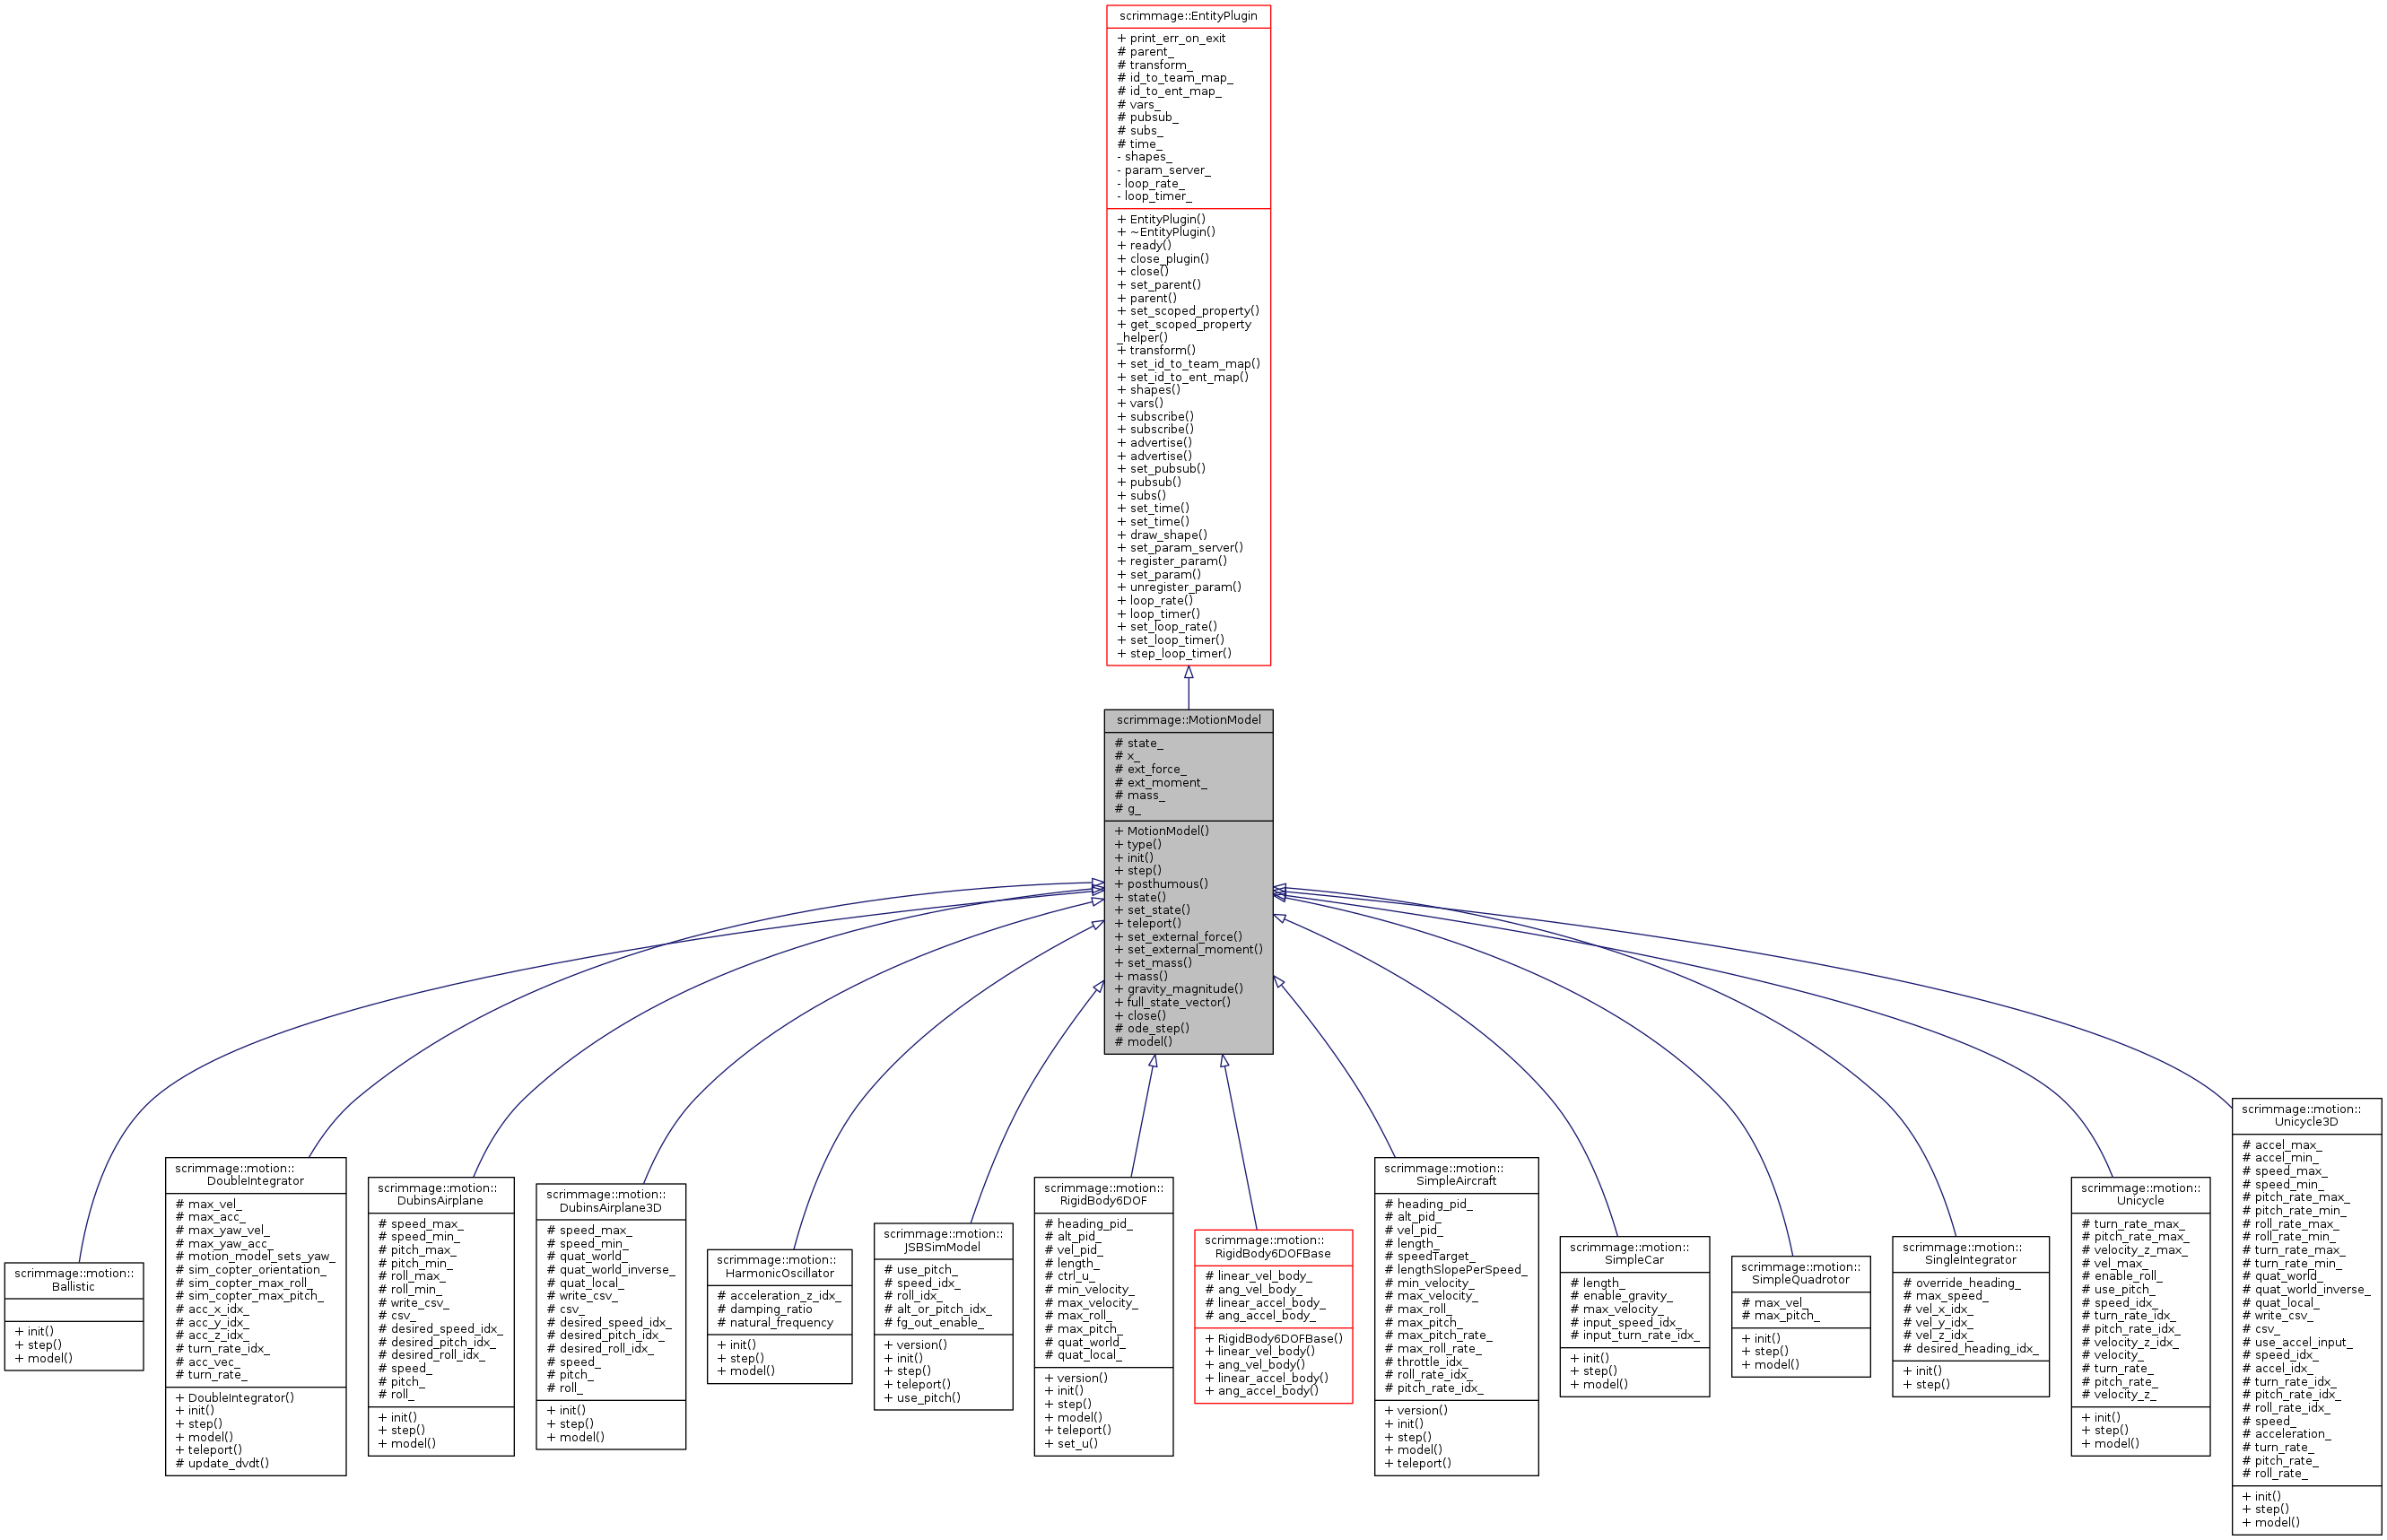 scrimmage::EntityPlugin
+ print_err_on_exit
# parent_
# transform_
# id_to_team_map_
# id_to_ent_map_
# vars_
# pubsub_
# subs_
# time_
- shapes_
- param_server_
- loop_rate_
- loop_timer_
+ EntityPlugin()
+ ~EntityPlugin()
+ ready()
+ close_plugin()
+ close()
+ set_parent()
+ parent()
+ set_scoped_property()
+ get_scoped_property
_helper()
+ transform()
+ set_id_to_team_map()
+ set_id_to_ent_map()
+ shapes()
+ vars()
+ subscribe()
+ subscribe()
+ advertise()
+ advertise()
+ set_pubsub()
+ pubsub()
+ subs()
+ set_time()
+ set_time()
+ draw_shape()
+ set_param_server()
+ register_param()
+ set_param()
+ unregister_param()
+ loop_rate()
+ loop_timer()
+ set_loop_rate()
+ set_loop_timer()
+ step_loop_timer()
scrimmage::MotionModel
# state_
# x_
# ext_force_
# ext_moment_
# mass_
# g_
+ MotionModel()
+ type()
+ init()
+ step()
+ posthumous()
+ state()
+ set_state()
+ teleport()
+ set_external_force()
+ set_external_moment()
+ set_mass()
+ mass()
+ gravity_magnitude()
+ full_state_vector()
+ close()
# ode_step()
# model()
scrimmage::motion::
Ballistic
+ init()
+ step()
+ model()
scrimmage::motion::
DoubleIntegrator
# max_vel_
# max_acc_
# max_yaw_vel_
# max_yaw_acc_
# motion_model_sets_yaw_
# sim_copter_orientation_
# sim_copter_max_roll_
# sim_copter_max_pitch_
# acc_x_idx_
# acc_y_idx_
# acc_z_idx_
# turn_rate_idx_
# acc_vec_
# turn_rate_
+ DoubleIntegrator()
+ init()
+ step()
+ model()
+ teleport()
# update_dvdt()
scrimmage::motion::
DubinsAirplane
# speed_max_
# speed_min_
# pitch_max_
# pitch_min_
# roll_max_
# roll_min_
# write_csv_
# csv_
# desired_speed_idx_
# desired_pitch_idx_
# desired_roll_idx_
# speed_
# pitch_
# roll_
+ init()
+ step()
+ model()
scrimmage::motion::
DubinsAirplane3D
# speed_max_
# speed_min_
# quat_world_
# quat_world_inverse_
# quat_local_
# write_csv_
# csv_
# desired_speed_idx_
# desired_pitch_idx_
# desired_roll_idx_
# speed_
# pitch_
# roll_
+ init()
+ step()
+ model()
scrimmage::motion::
HarmonicOscillator
# acceleration_z_idx_
# damping_ratio
# natural_frequency
+ init()
+ step()
+ model()
scrimmage::motion::
JSBSimModel
# use_pitch_
# speed_idx_
# roll_idx_
# alt_or_pitch_idx_
# fg_out_enable_
+ version()
+ init()
+ step()
+ teleport()
+ use_pitch()
scrimmage::motion::
RigidBody6DOF
# heading_pid_
# alt_pid_
# vel_pid_
# length_
# ctrl_u_
# min_velocity_
# max_velocity_
# max_roll_
# max_pitch_
# quat_world_
# quat_local_
+ version()
+ init()
+ step()
+ model()
+ teleport()
+ set_u()
scrimmage::motion::
RigidBody6DOFBase
# linear_vel_body_
# ang_vel_body_
# linear_accel_body_
# ang_accel_body_
+ RigidBody6DOFBase()
+ linear_vel_body()
+ ang_vel_body()
+ linear_accel_body()
+ ang_accel_body()
scrimmage::motion::
SimpleAircraft
# heading_pid_
# alt_pid_
# vel_pid_
# length_
# speedTarget_
# lengthSlopePerSpeed_
# min_velocity_
# max_velocity_
# max_roll_
# max_pitch_
# max_pitch_rate_
# max_roll_rate_
# throttle_idx_
# roll_rate_idx_
# pitch_rate_idx_
+ version()
+ init()
+ step()
+ model()
+ teleport()
scrimmage::motion::
SimpleCar
# length_
# enable_gravity_
# max_velocity_
# input_speed_idx_
# input_turn_rate_idx_
+ init()
+ step()
+ model()
scrimmage::motion::
SimpleQuadrotor
# max_vel_
# max_pitch_
+ init()
+ step()
+ model()
scrimmage::motion::
SingleIntegrator
# override_heading_
# max_speed_
# vel_x_idx_
# vel_y_idx_
# vel_z_idx_
# desired_heading_idx_
+ init()
+ step()
scrimmage::motion::
Unicycle
# turn_rate_max_
# pitch_rate_max_
# velocity_z_max_
# vel_max_
# enable_roll_
# use_pitch_
# speed_idx_
# turn_rate_idx_
# pitch_rate_idx_
# velocity_z_idx_
# velocity_
# turn_rate_
# pitch_rate_
# velocity_z_
+ init()
+ step()
+ model()
scrimmage::motion::
Unicycle3D
# accel_max_
# accel_min_
# speed_max_
# speed_min_
# pitch_rate_max_
# pitch_rate_min_
# roll_rate_max_
# roll_rate_min_
# turn_rate_max_
# turn_rate_min_
# quat_world_
# quat_world_inverse_
# quat_local_
# write_csv_
# csv_
# use_accel_input_
# speed_idx_
# accel_idx_
# turn_rate_idx_
# pitch_rate_idx_
# roll_rate_idx_
# speed_
# acceleration_
# turn_rate_
# pitch_rate_
# roll_rate_
+ init()
+ step()
+ model()